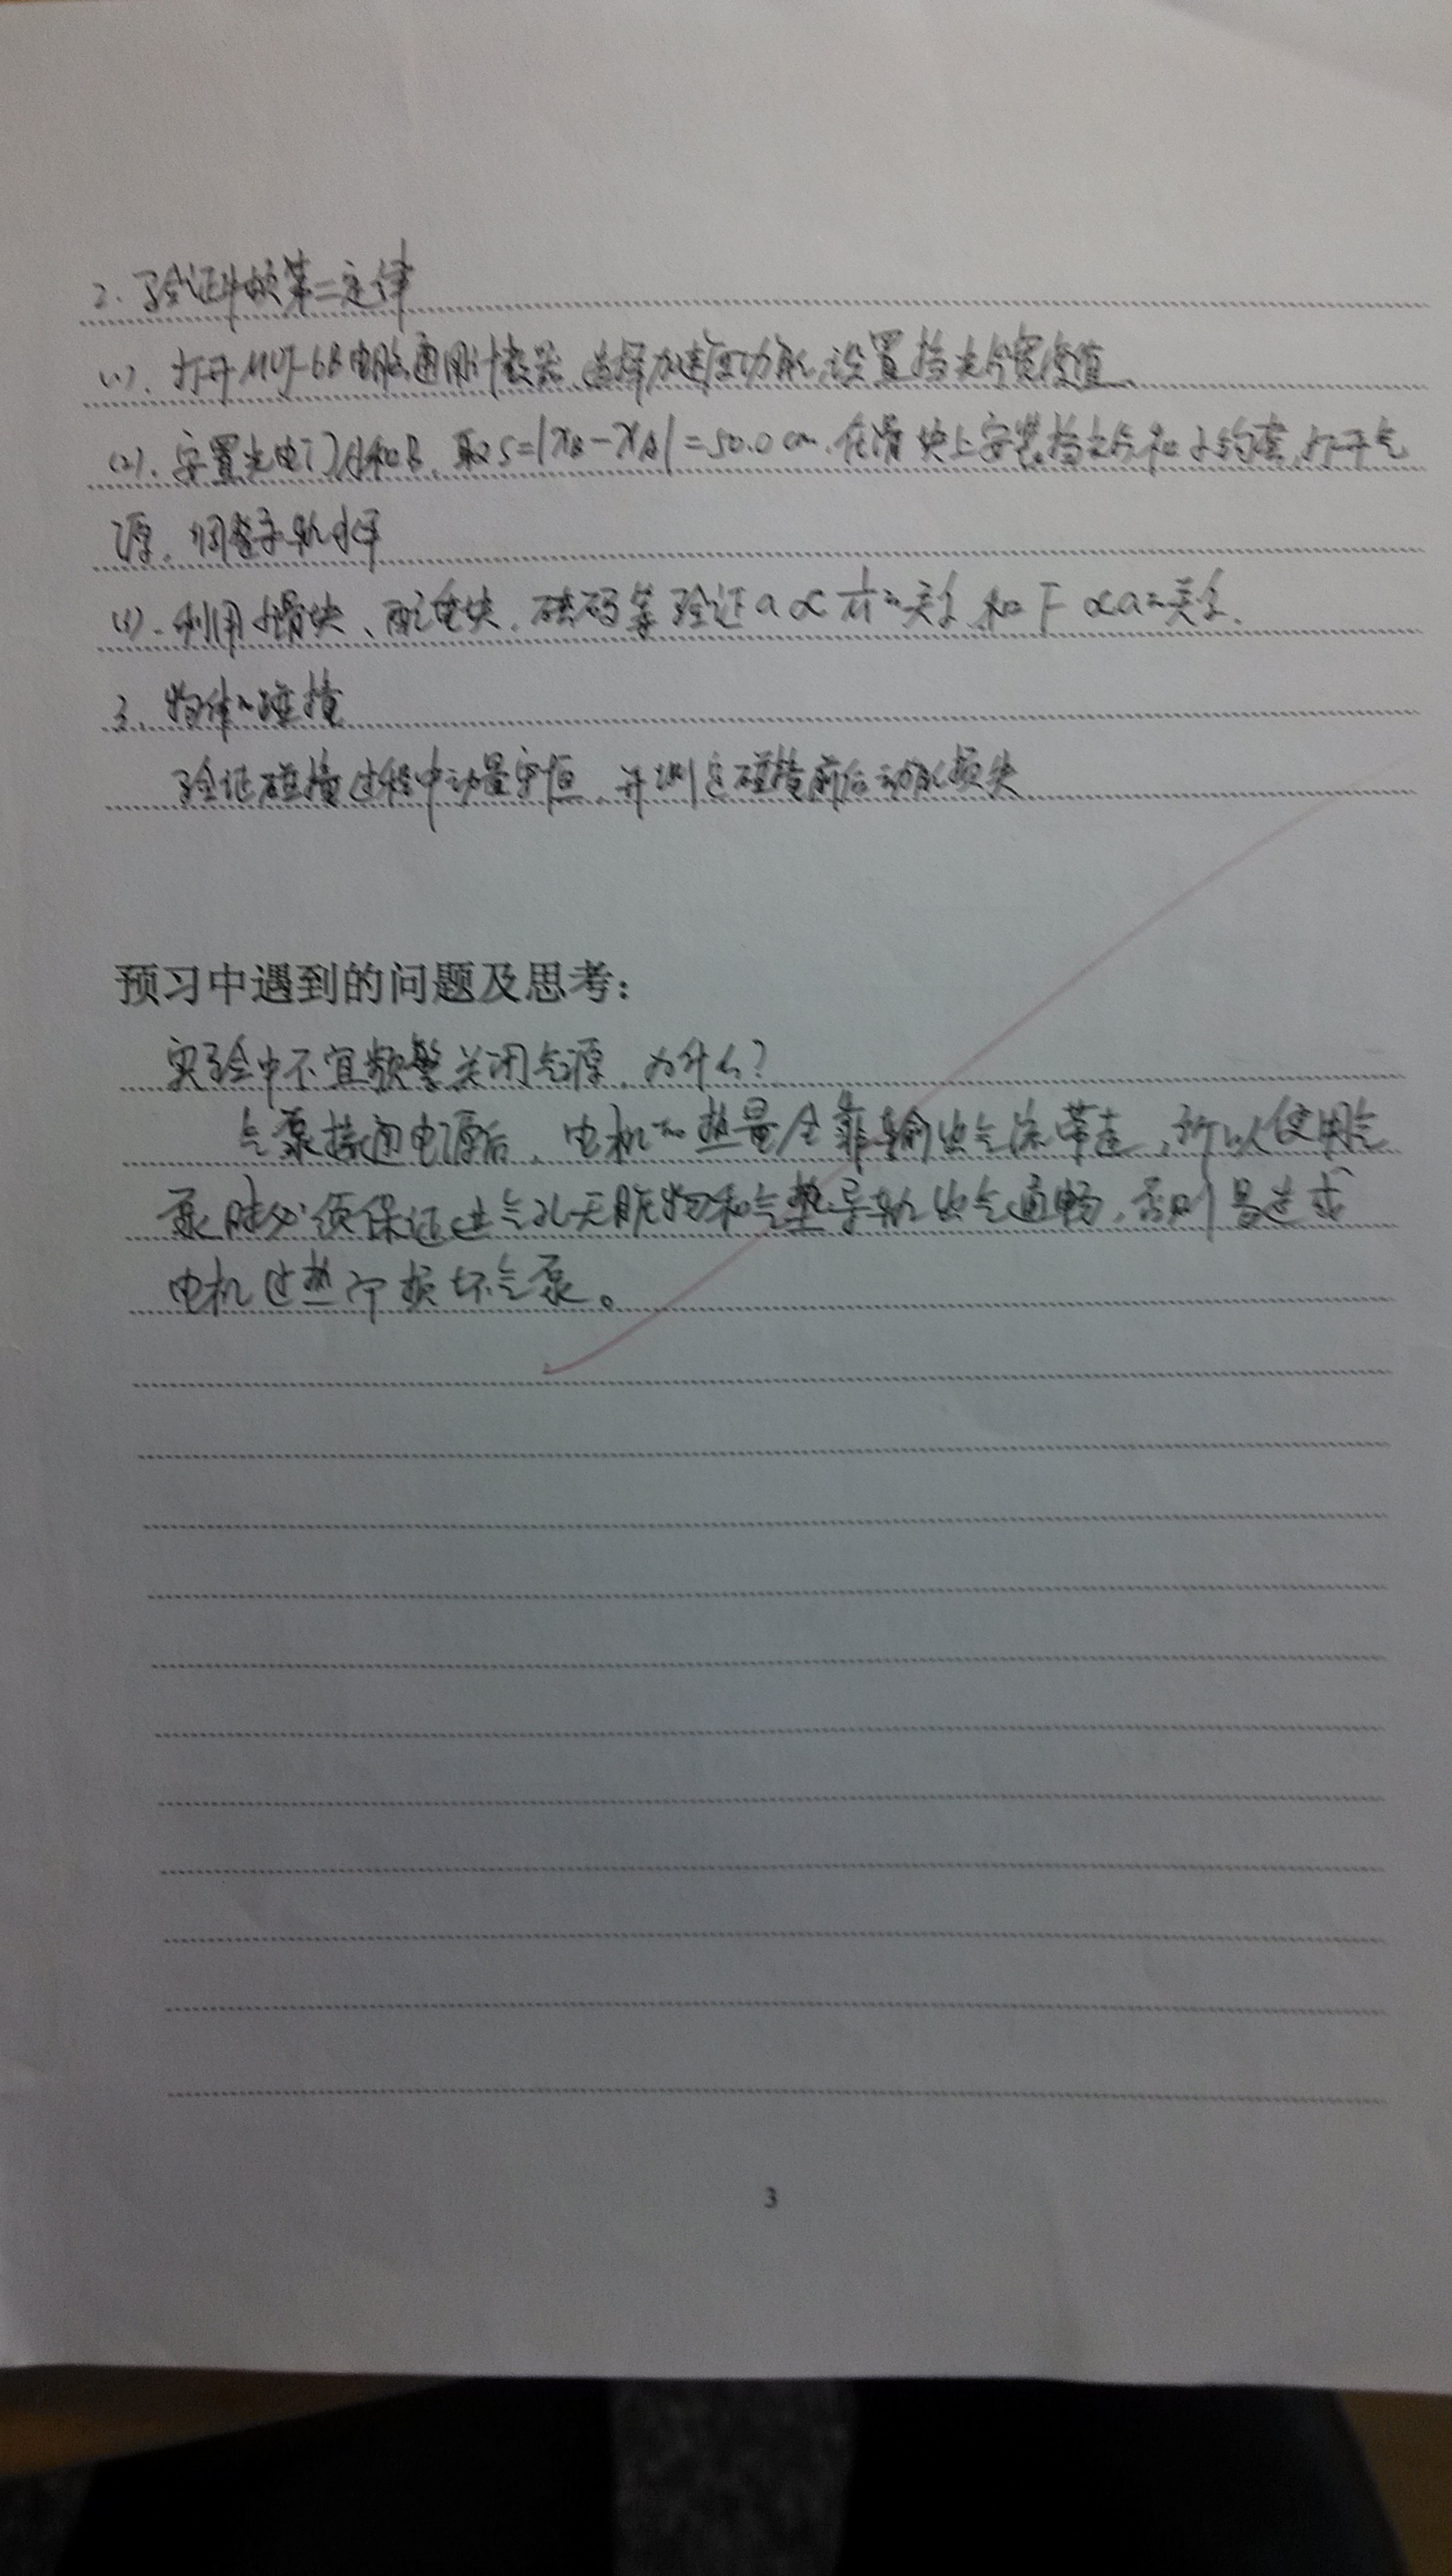 2. 验证牛顿第二定律
(1). 打开MUJ-6B电脑通用计数器、选择加速度功能,设置挡光片宽度值、
(2). 安置光电门A和B,取S=|XB-XA|=50.0cm.在滑块上安装挡光片和小钩套,打开气
源,调整导轨水平
(3). 利用小滑块、配重块、砝码等验证a∝1/M的关系和F∝a的关系.
3. 物体的碰撞
验证碰撞过程中动量守恒,并测定碰撞前后动能损失
预习中遇到的问题及思考:
实验中不宜频繁关闭气源,为什么?
气泵接通电源后,电机的热量全靠输出气流带走,所以使用气
泵时必须保证进气孔无脏物和气垫导轨出气通畅,否则易造成
电机过热而损坏气泵。
3